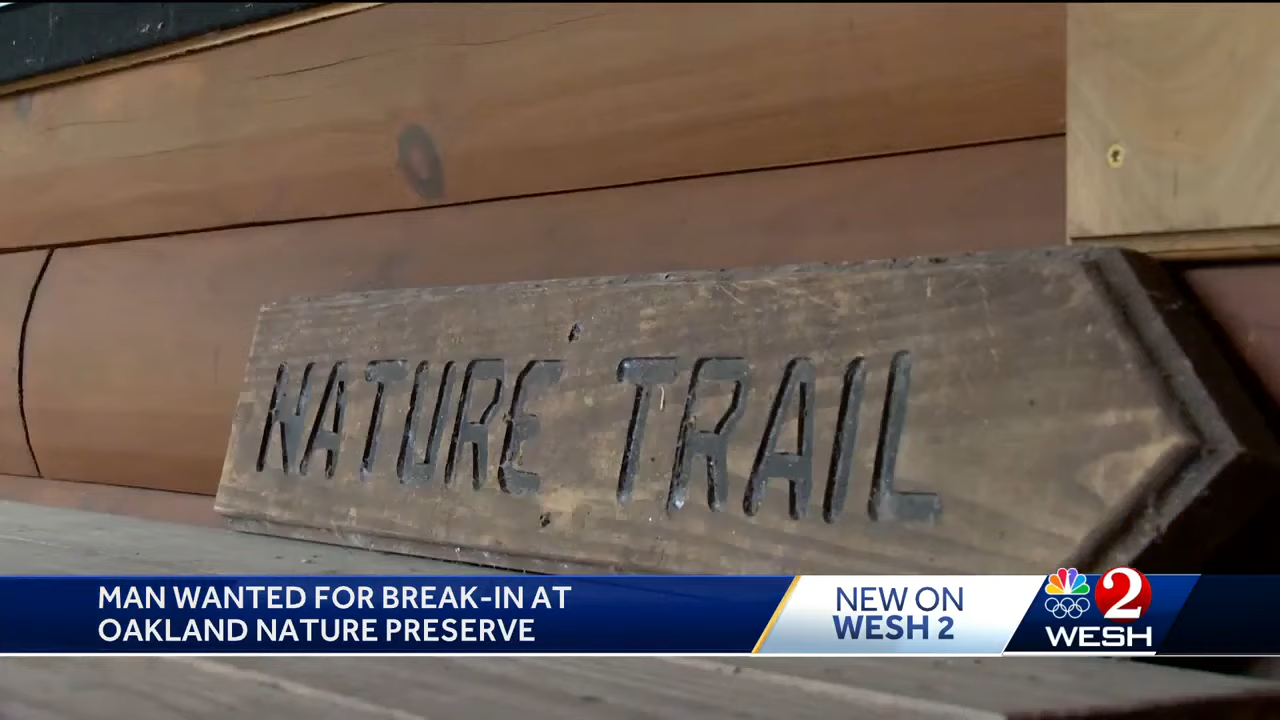 NATURE TRAIL
MAN WANTED FOR BREAK-IN AT
OAKLAND NATURE PRESERVE
NEW ON
WESH 2
2
WESH